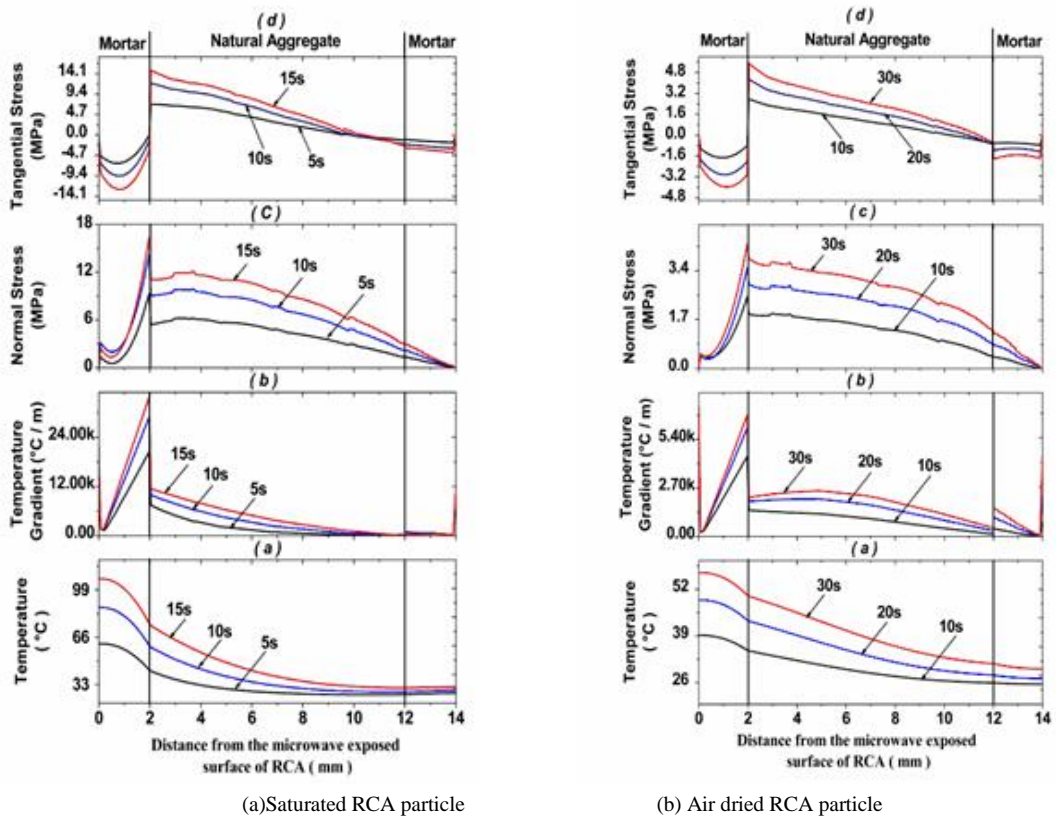 ( d )
Mortar Natural Aggregate Mortar
Tangential Stress
(MPa)
14.1
9.4
4.7
0.0
-4.7
-9.4
-14.1
15s
10s
5s
( C )
Normal Stress
(MPa)
18
12
6
0
15s
10s
5s
( b )
Temperature
Gradient (°C / m)
24.00k
12.00k
0.00
15s
10s
5s
( a )
Temperature
( °C )
99
66
33
15s
10s
5s
0 2 4 6 8 10 12 14
Distance from the microwave exposed
surface of RCA ( mm )
(a)Saturated RCA particle
( d )
Mortar Natural Aggregate Mortar
Tangential Stress
(MPa)
4.8
3.2
1.6
0.0
-1.6
-3.2
-4.8
30s
20s
10s
( c )
Normal Stress
(MPa)
3.4
1.7
0.0
30s
20s
10s
( b )
Temperature
Gradient (°C / m)
5.40k
2.70k
0.00
30s
20s
10s
( a )
Temperature
( °C )
52
39
26
30s
20s
10s
0 2 4 6 8 10 12 14
Distance from the microwave exposed
surface of RCA ( mm )
(b) Air dried RCA particle